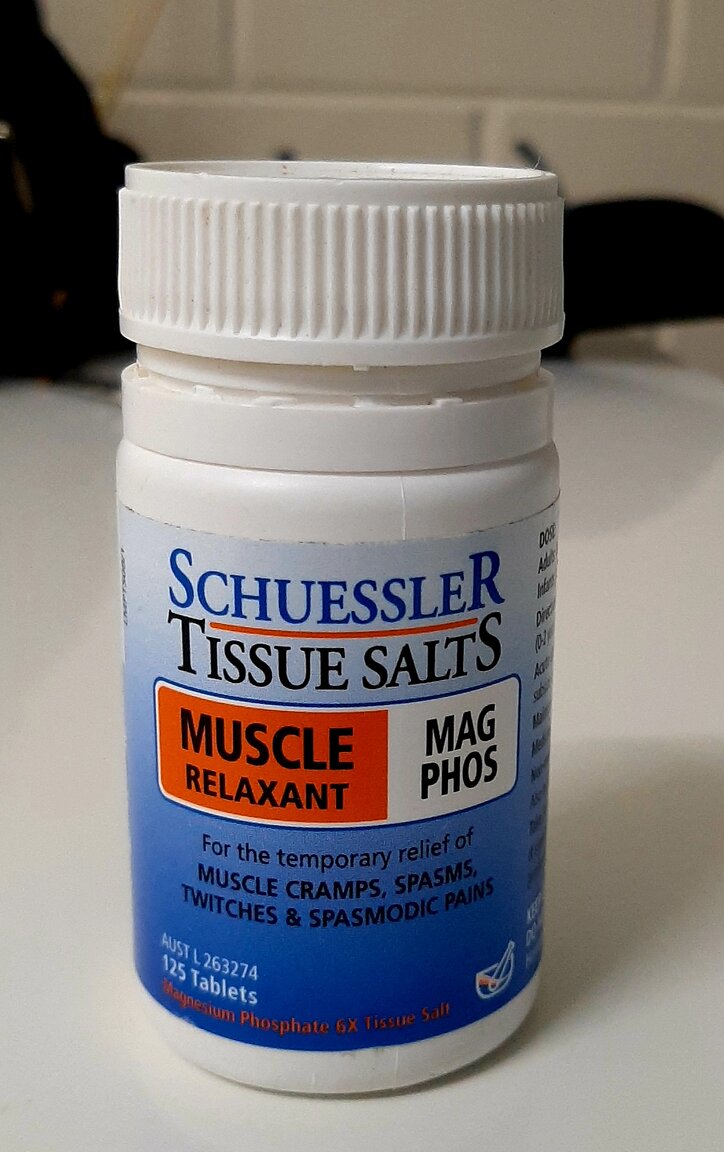 SCHUESSLER
TISSUE SALTS
MUSCLE
RELAXANT
MAG
PHOS
For the temporary relief of
MUSCLE CRAMPS, SPASMS,
TWITCHES & SPASMODIC PAINS
AUST L 263274
125 Tablets
Magnesium Phosphate 6X Tissue Salt